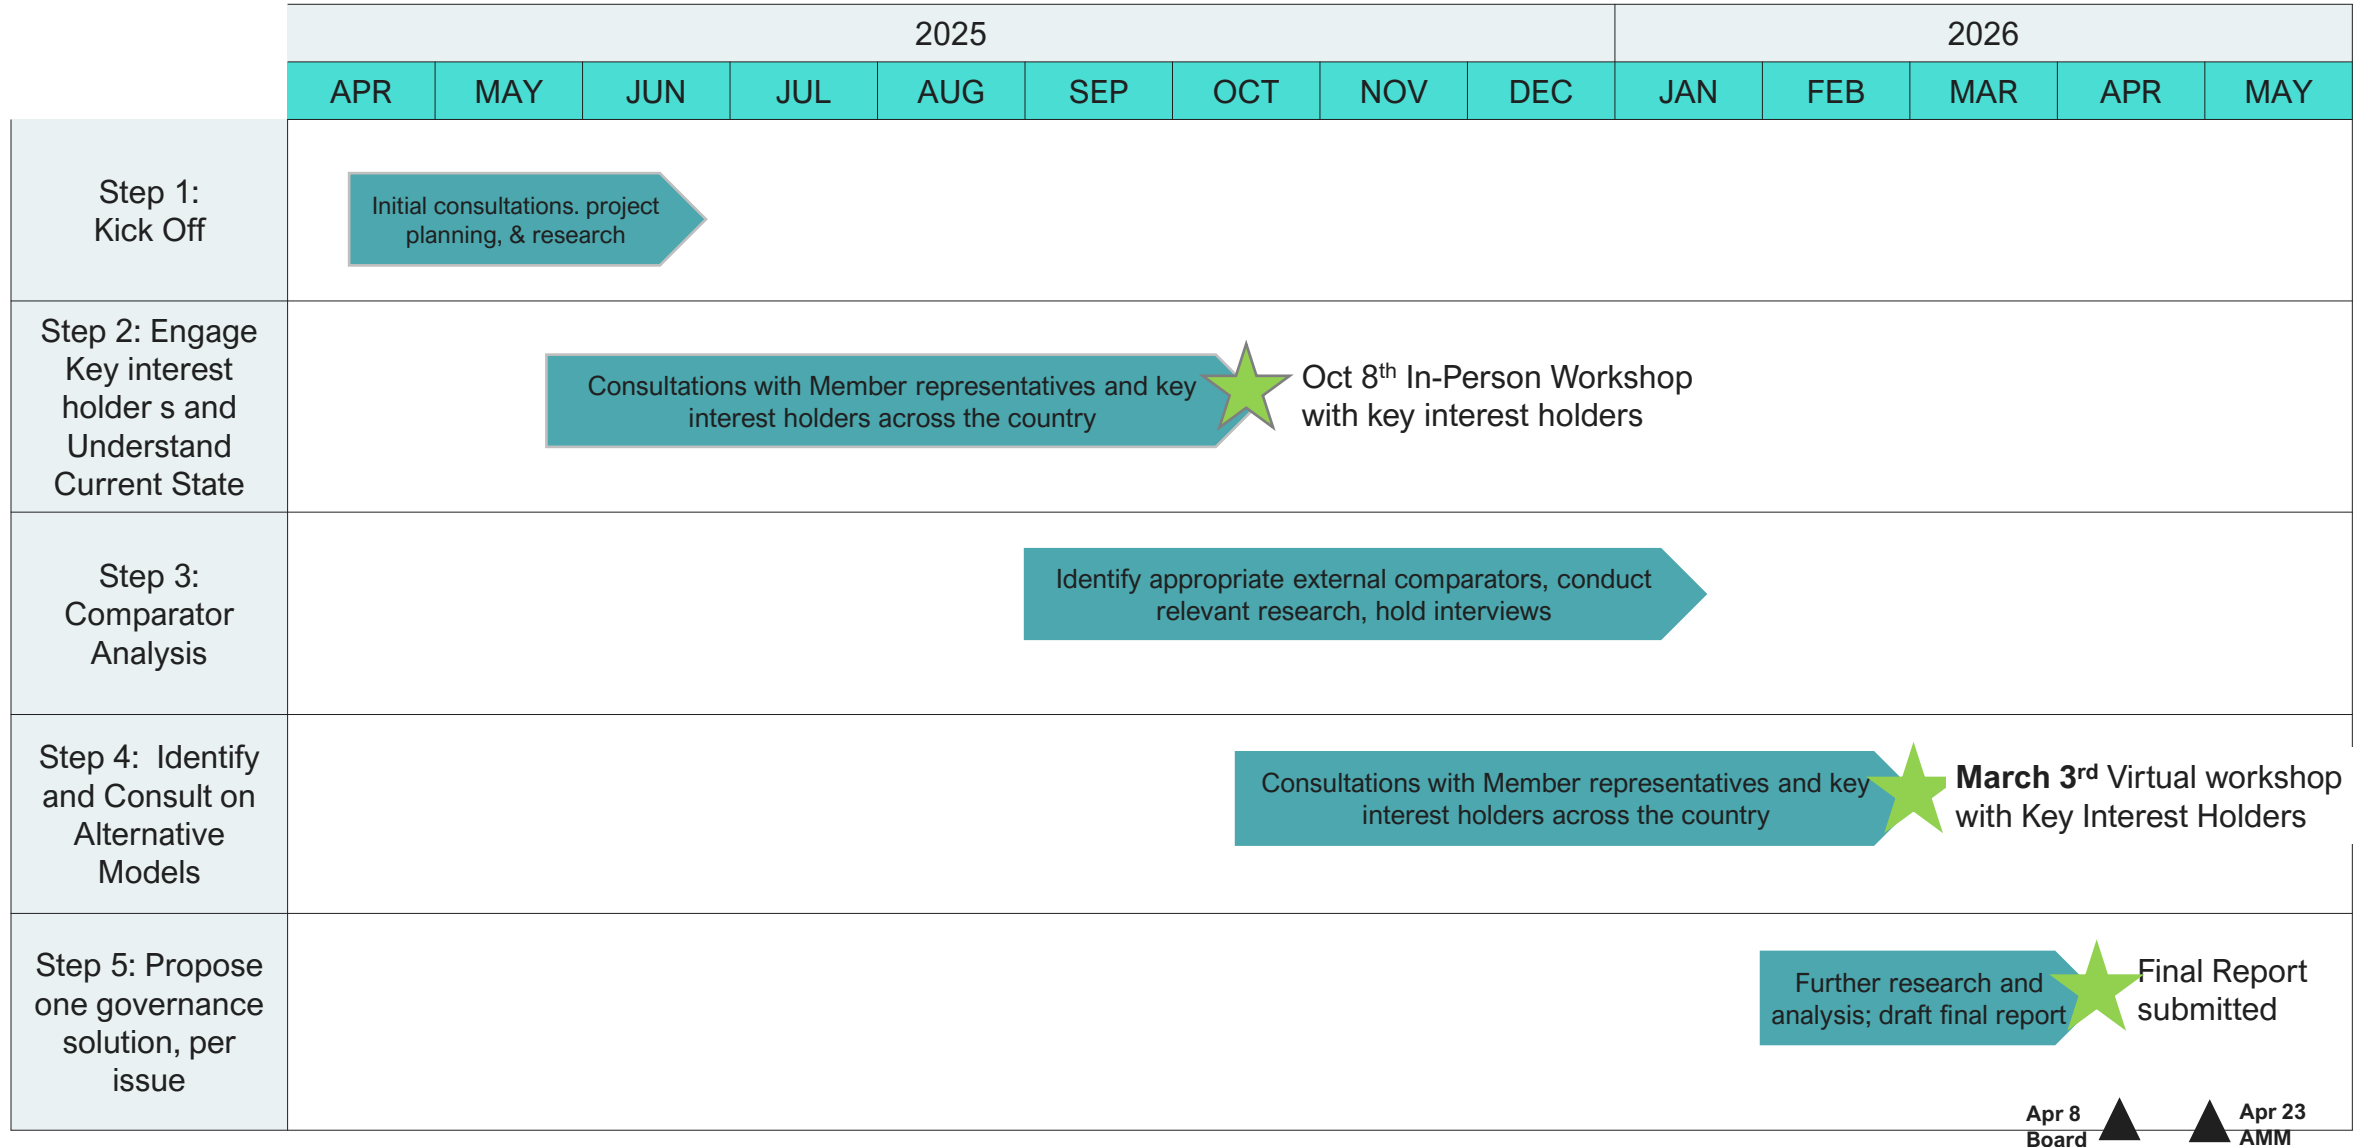 2025
2026
APR
MAY
JUN
JUL
AUG
SEP
OCT
NOV
DEC
JAN
FEB
MAR
APR
MAY
Step 1:
Kick Off
Initial consultations. project
planning, & research
Step 2: Engage
Key interest
holder s and
Understand
Current State
Consultations with Member representatives and key
interest holders across the country
Oct 8th In-Person Workshop
with key interest holders
Step 3:
Comparator
Analysis
Identify appropriate external comparators, conduct
relevant research, hold interviews
Step 4: Identify
and Consult on
Alternative
Models
Consultations with Member representatives and key
interest holders across the country
March 3rd Virtual workshop
with Key Interest Holders
Step 5: Propose
one governance
solution, per
issue
Further research and
analysis; draft final report
Final Report
submitted
Apr 8
Board
Apr 23
AMM